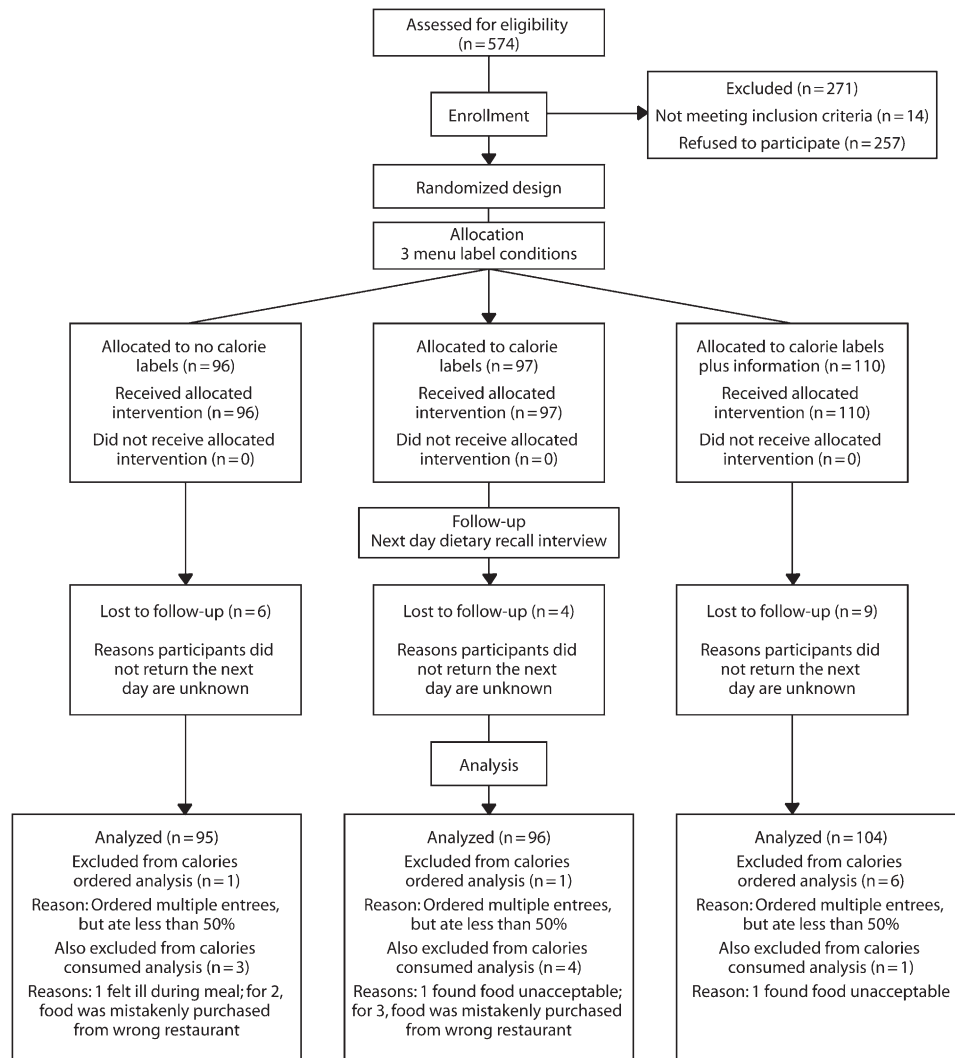 Assessed for eligibility
(n=574)
Enrollment
Excluded (n=271)
Not meeting inclusion criteria (n=14)
Refused to participate (n=257)
Randomized design
Allocation
3 menu label conditions
Allocated to no calorie
labels (n=96)
Received allocated
intervention (n=96)
Did not receive allocated
intervention (n=0)
Allocated to calorie
labels (n=97)
Received allocated
intervention (n=97)
Did not receive allocated
intervention (n=0)
Allocated to calorie labels
plus information (n=110)
Received allocated
intervention (n=110)
Did not receive allocated
intervention (n=0)
Follow-up
Next day dietary recall interview
Lost to follow-up (n=6)
Reasons participants did
not return the next
day are unknown
Lost to follow-up (n=4)
Reasons participants did
not return the next
day are unknown
Lost to follow-up (n=9)
Reasons participants did
not return the next
day are unknown
Analysis
Analyzed (n=95)
Excluded from calories
ordered analysis (n=1)
Reason: Ordered multiple entrees,
but ate less than 50%
Also excluded from calories
consumed analysis (n=3)
Reasons: 1 felt ill during meal; for 2,
food was mistakenly purchased
from wrong restaurant
Analyzed (n=96)
Excluded from calories
ordered analysis (n=1)
Reason: Ordered multiple entrees,
but ate less than 50%
Also excluded from calories
consumed analysis (n=4)
Reasons: 1 found food unacceptable;
for 3, food was mistakenly purchased
from wrong restaurant
Analyzed (n=104)
Excluded from calories
ordered analysis (n=6)
Reason: Ordered multiple entrees,
but ate less than 50%
Also excluded from calories
consumed analysis (n=1)
Reason: 1 found food unacceptable